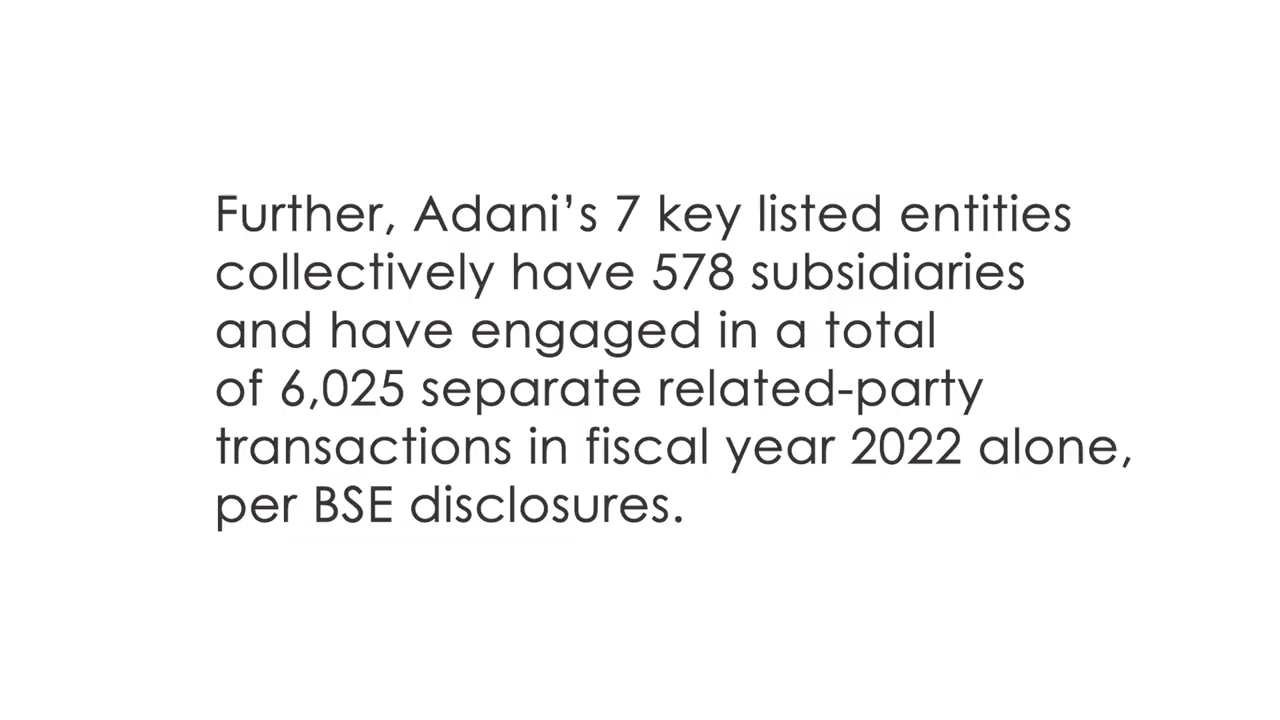 Further, Adani’s 7 key listed entities
collectively have 578 subsidiaries
and have engaged in a total
of 6,025 separate related-party
transactions in fiscal year 2022 alone,
per BSE disclosures.